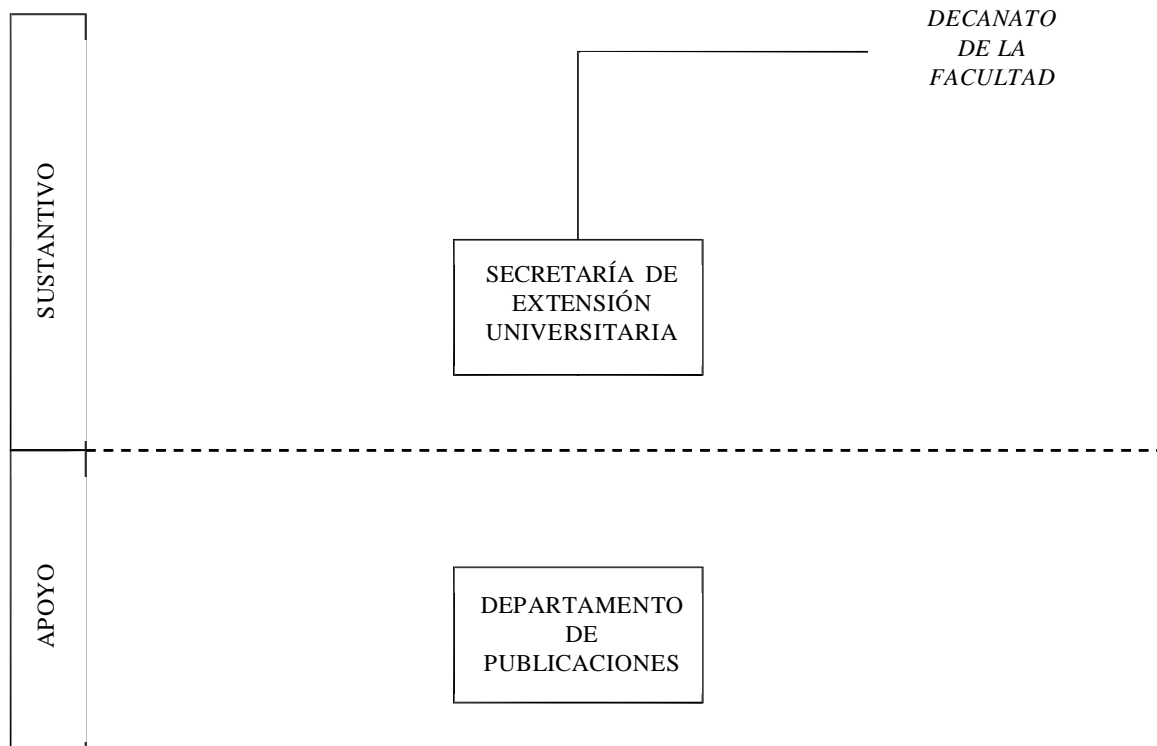 DECANATO
DE LA
FACULTAD
SUSTANTIVO
SECRETARÍA DE
EXTENSIÓN
UNIVERSITARIA
APOYO
DEPARTAMENTO
DE
PUBLICACIONES